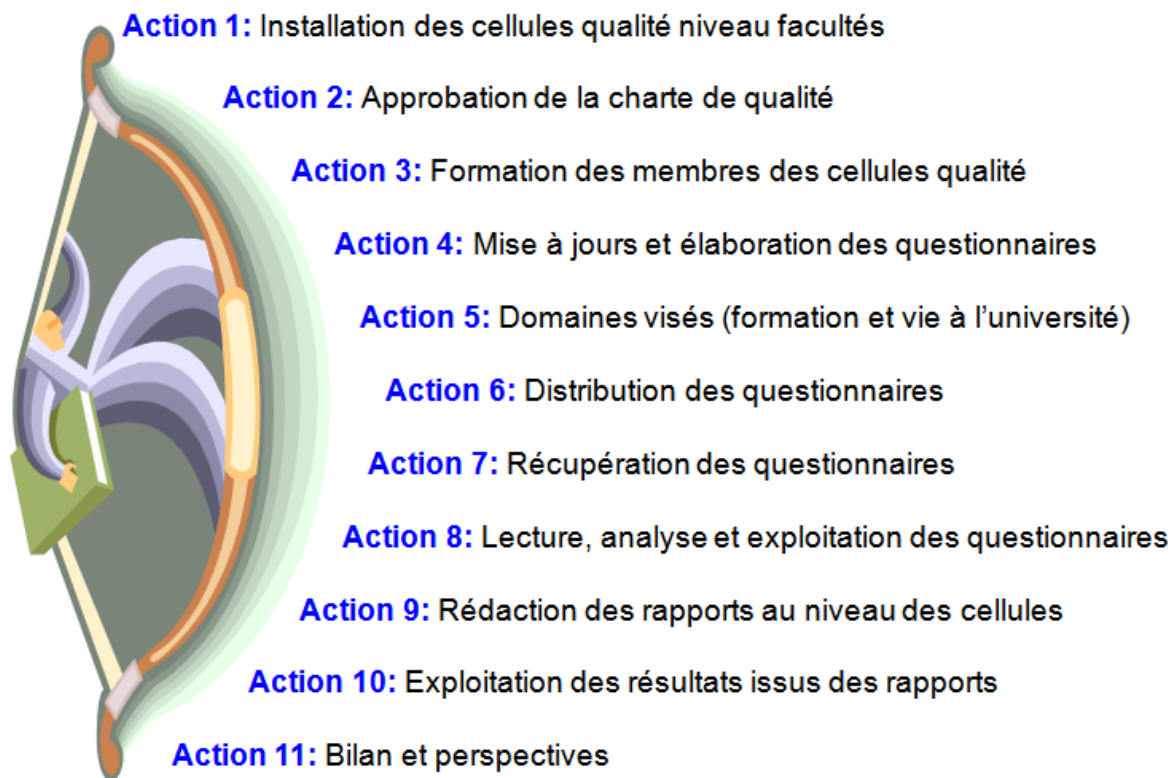 Action 1: Installation des cellules qualité niveau facultés
Action 2: Approbation de la charte de qualité
Action 3: Formation des membres des cellules qualité
Action 4: Mise à jours et élaboration des questionnaires
Action 5: Domaines visés (formation et vie à l’université)
Action 6: Distribution des questionnaires
Action 7: Récupération des questionnaires
Action 8: Lecture, analyse et exploitation des questionnaires
Action 9: Rédaction des rapports au niveau des cellules
Action 10: Exploitation des résultats issus des rapports
Action 11: Bilan et perspectives